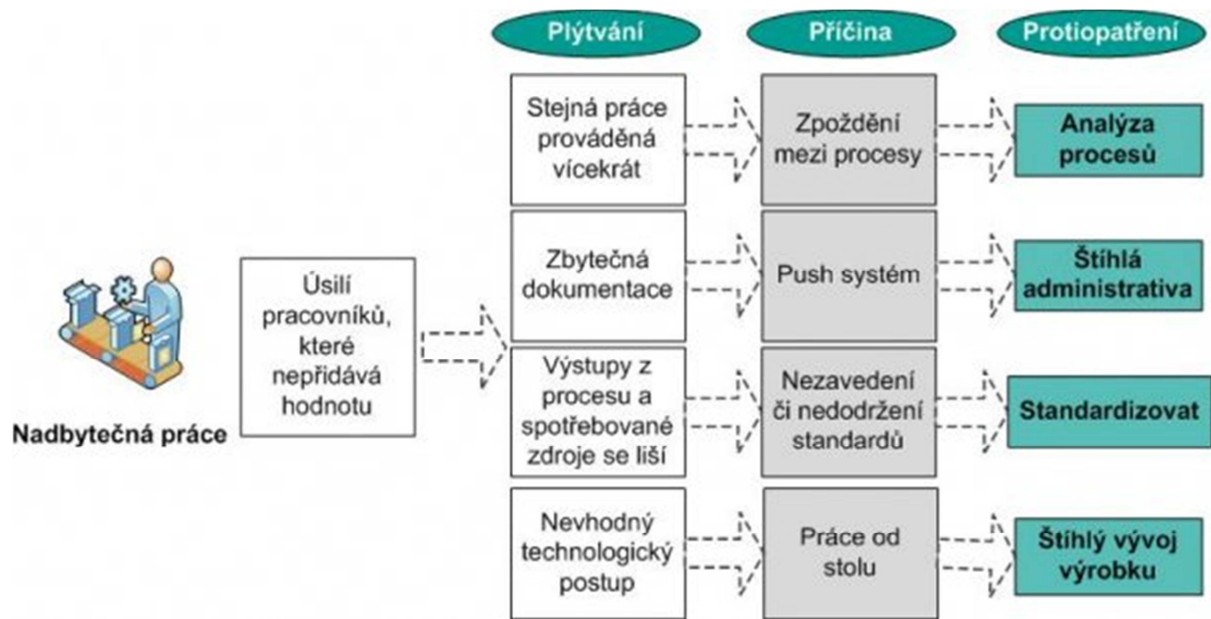 Plýtvání
Příčina
Protiopatření
Stejná práce
prováděná
vícekrát
Zpoždění
mezi procesy
Analýza
procesů
Zbytečná
dokumentace
Push systém
Štíhlá
administrativa
Úsilí
pracovníků,
které
nepřidává
hodnotu
Nadbytečná práce
Výstupy z
procesu a
spotřebované
zdroje se liší
Nezavedení
či nedodržení
standardů
Standardizovat
Nevhodný
technologický
postup
Práce od
stolu
Štíhlý vývoj
výrobku